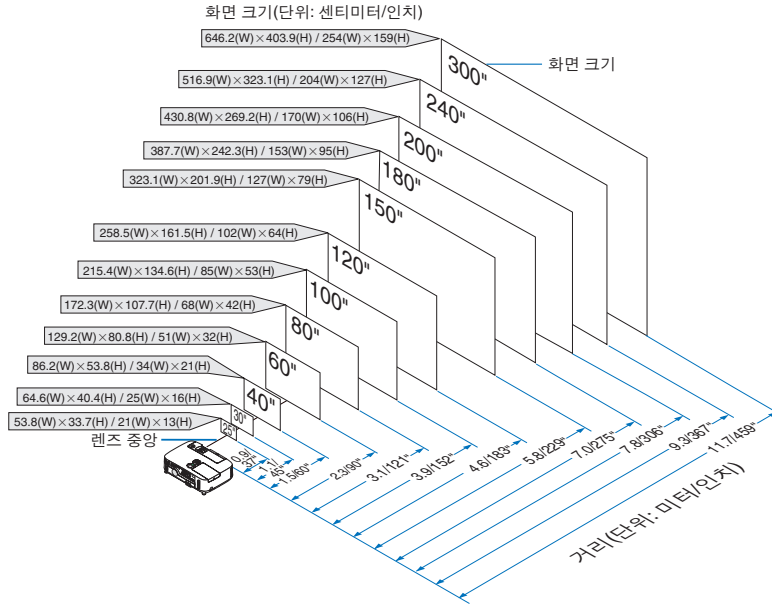 화면 크기(단위: 센티미터/인치)
646.2(W)×403.9(H) / 254(W)×159(H)
화면 크기
300"
516.9(W)×323.1(H) / 204(W)×127(H)
240"
430.8(W)×269.2(H) / 170(W)×106(H)
200"
387.7(W)×242.3(H) / 153(W)×95(H)
180"
323.1(W)×201.9(H) / 127(W)×79(H)
150"
258.5(W)×161.5(H) / 102(W)×64(H)
120"
215.4(W)×134.6(H) / 85(W)×53(H)
100"
172.3(W)×107.7(H) / 68(W)×42(H)
80"
129.2(W)×80.8(H) / 51(W)×32(H)
60"
86.2(W)×53.8(H) / 34(W)×21(H)
40"
64.6(W)×40.4(H) / 25(W)×16(H)
30"
53.8(W)×33.7(H) / 21(W)×13(H)
25"
렌즈 중앙
0.9/
37"
1.1/
45"
1.5/60"
2.3/90"
3.1/121"
3.9/152"
4.6/183"
5.8/229"
7.0/275"
7.8/306"
9.3/367"
11.7/459"
거리(단위: 미터/인치)